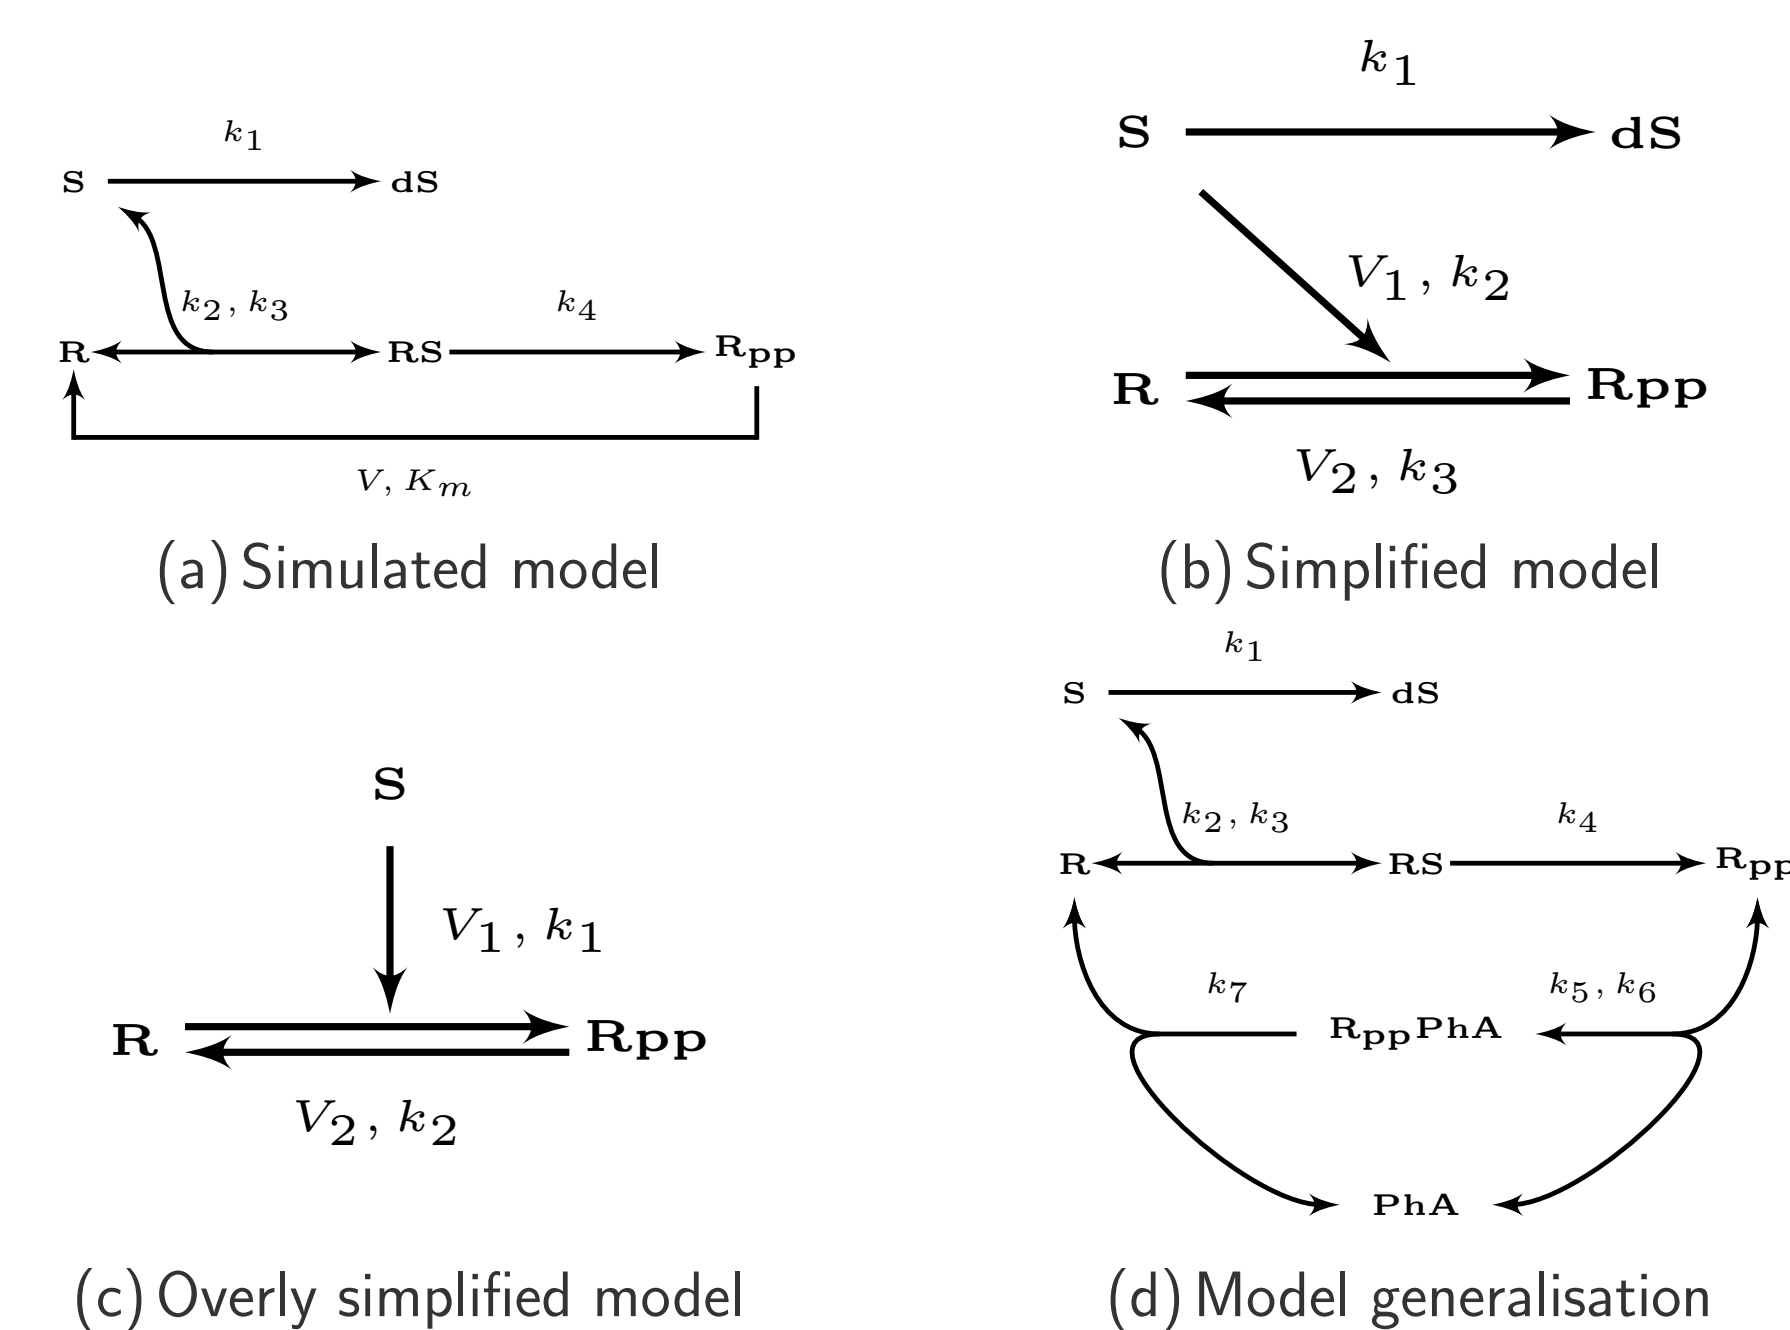 k1
S dS
k2, k3 k4
R RS Rpp
V, Km
(a) Simulated model
k1
S dS
V1, k2
R Rpp
V2, k3
(b) Simplified model
S
V1, k1
R Rpp
V2, k2
(c) Overly simplified model
k1
S dS
k2, k3 k4
R RS Rpp
k7 k5, k6
RppPhA
PhA
(d) Model generalisation